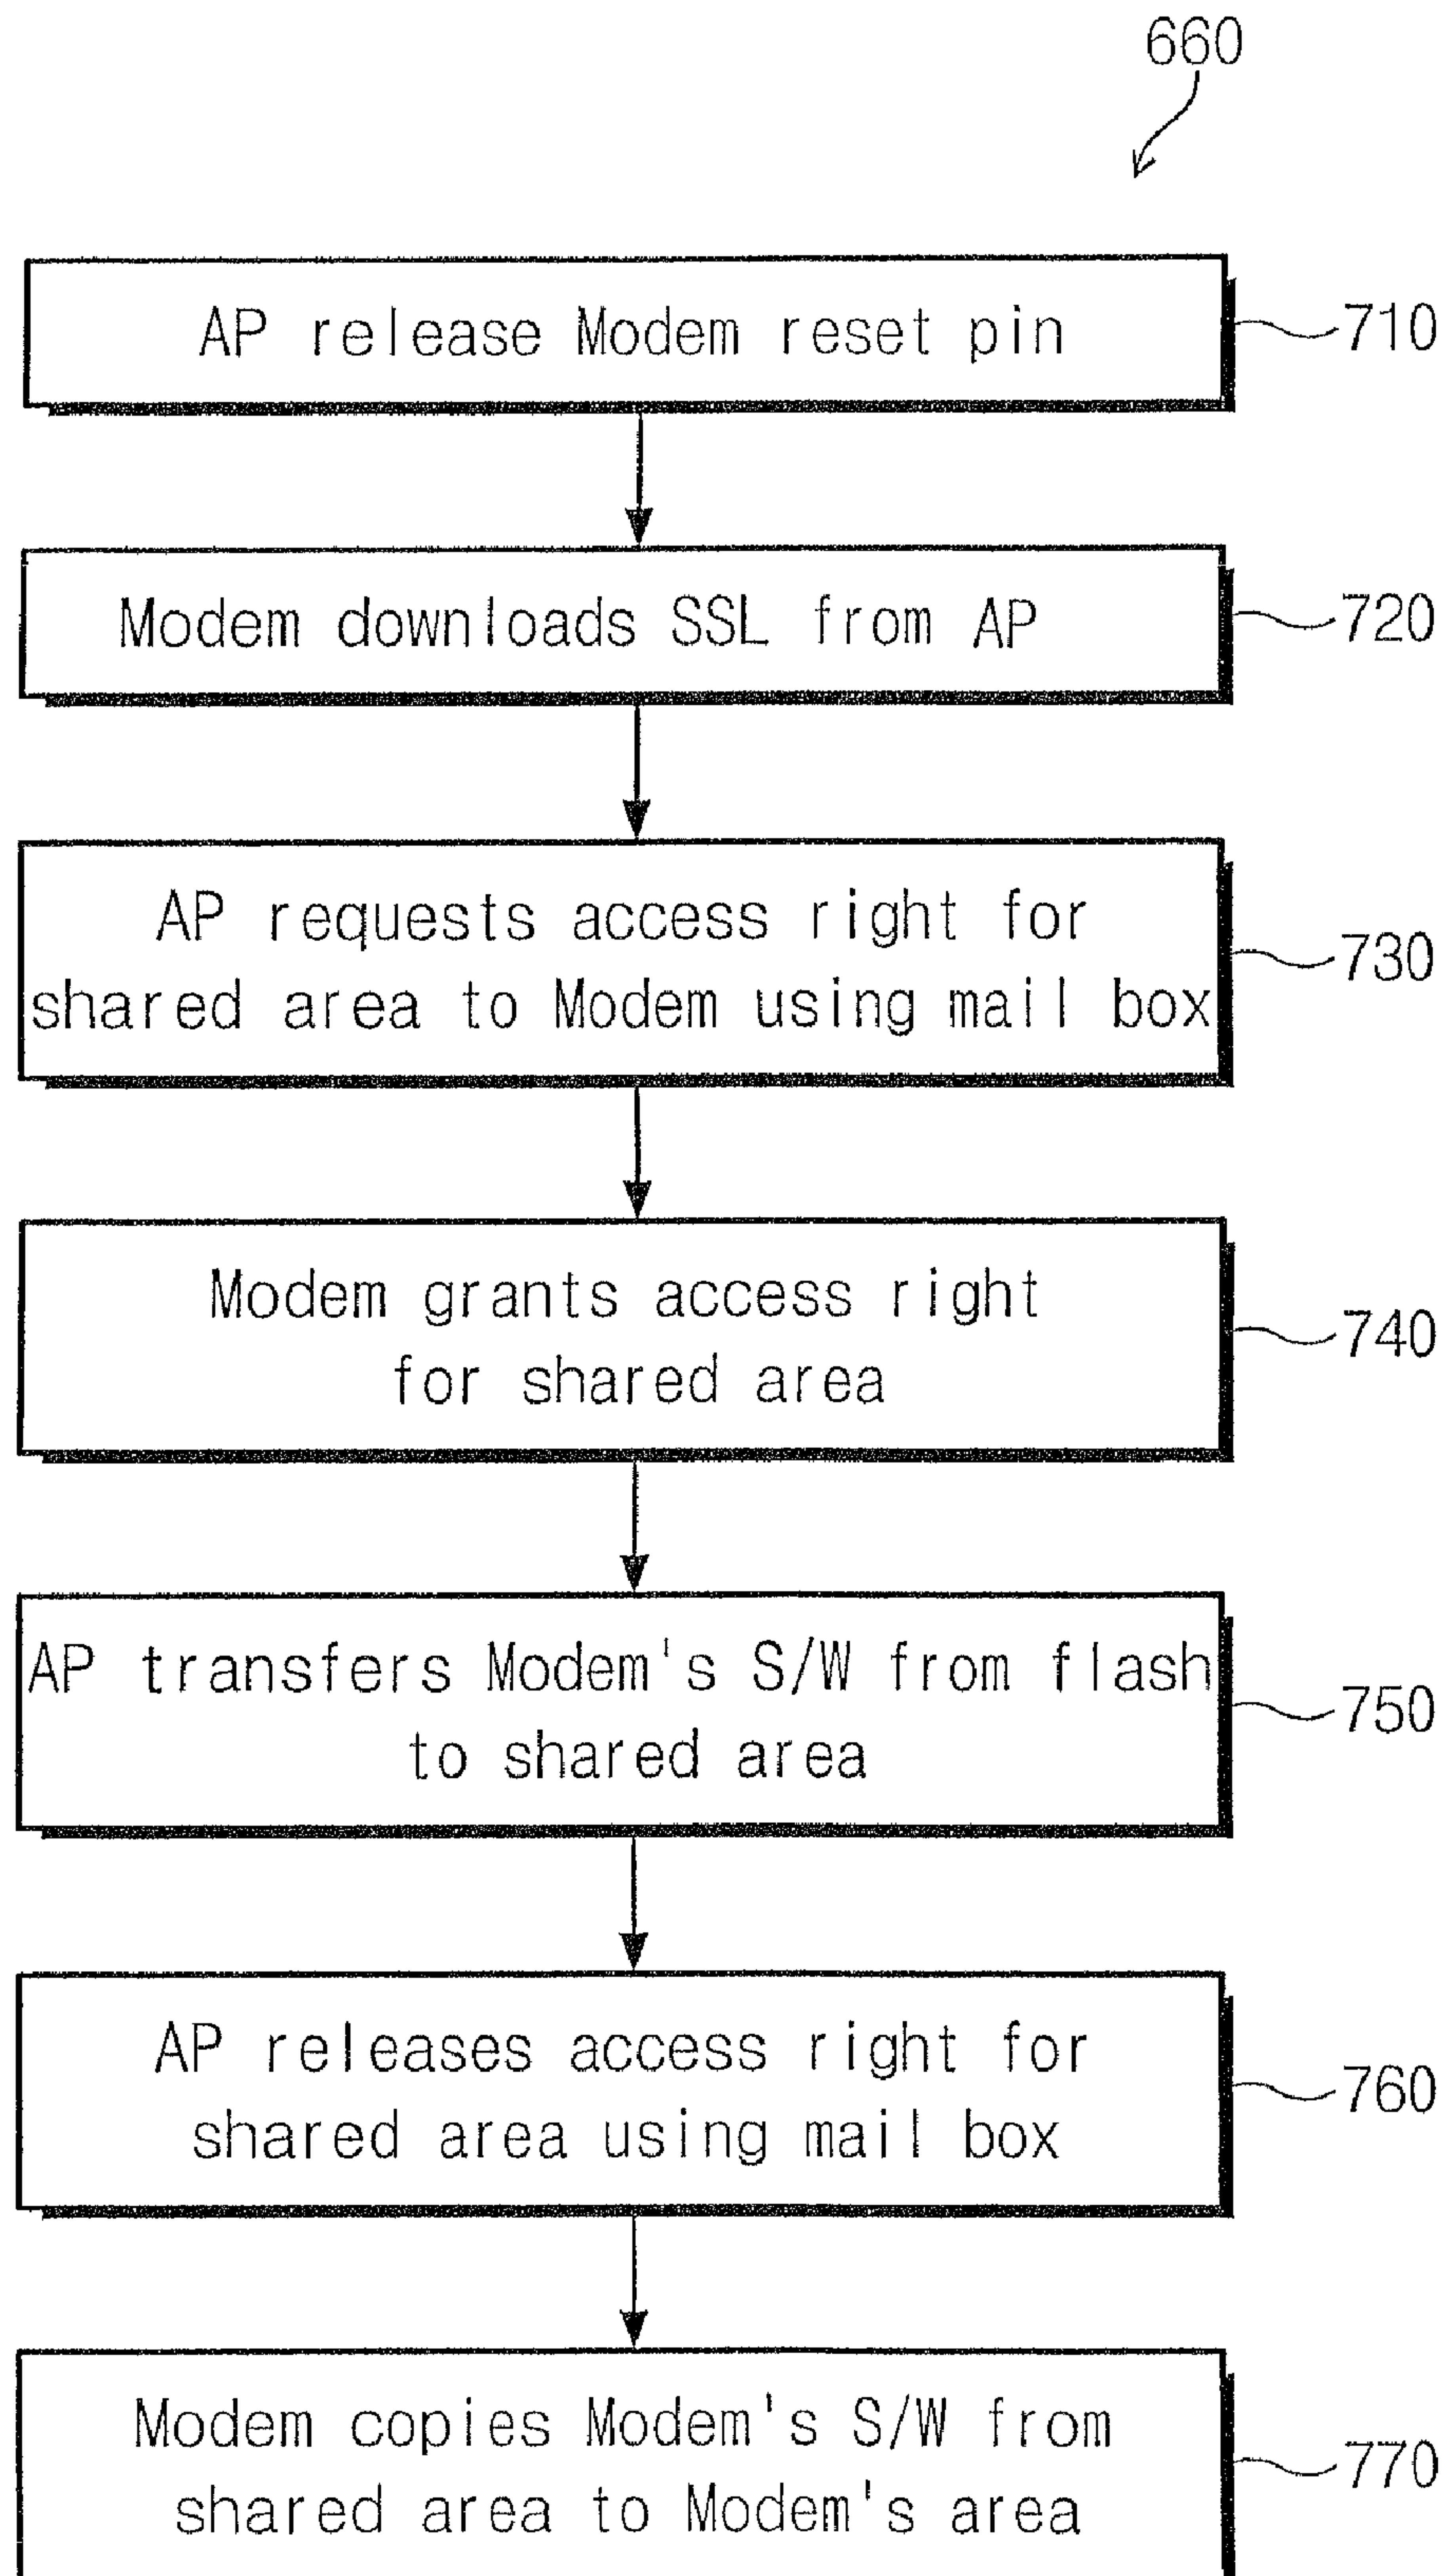 660
AP release Modem reset pin
710
Modem downloads SSL from AP
720
AP requests access right for
shared area to Modem using mail box
730
Modem grants access right
for shared area
740
AP transfers Modem's S/W from flash
to shared area
750
AP releases access right for
shared area using mail box
760
Modem copies Modem's S/W from
shared area to Modem's area
770